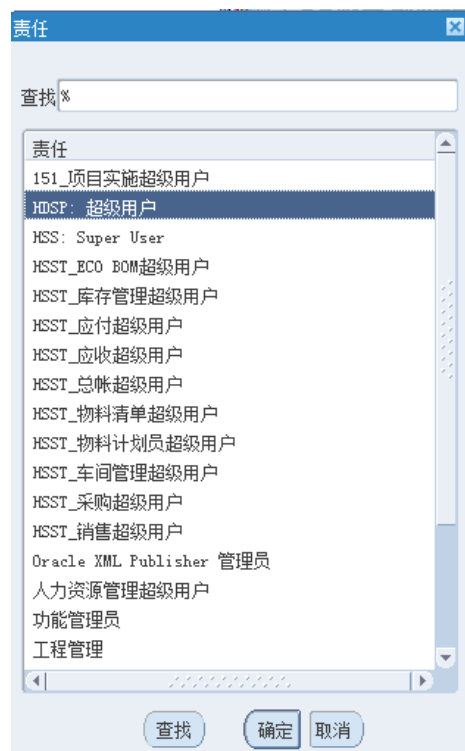 责任
查找 %
责任
151_项目实施超级用户
HDSP: 超级用户
HSS: Super User
HSST_ECO BOM超级用户
HSST_库存管理超级用户
HSST_应付超级用户
HSST_应收超级用户
HSST_总帐超级用户
HSST_物料清单超级用户
HSST_物料计划员超级用户
HSST_车间管理超级用户
HSST_采购超级用户
HSST_销售超级用户
Oracle XML Publisher 管理员
人力资源管理超级用户
功能管理员
工程管理
查找 确定 取消